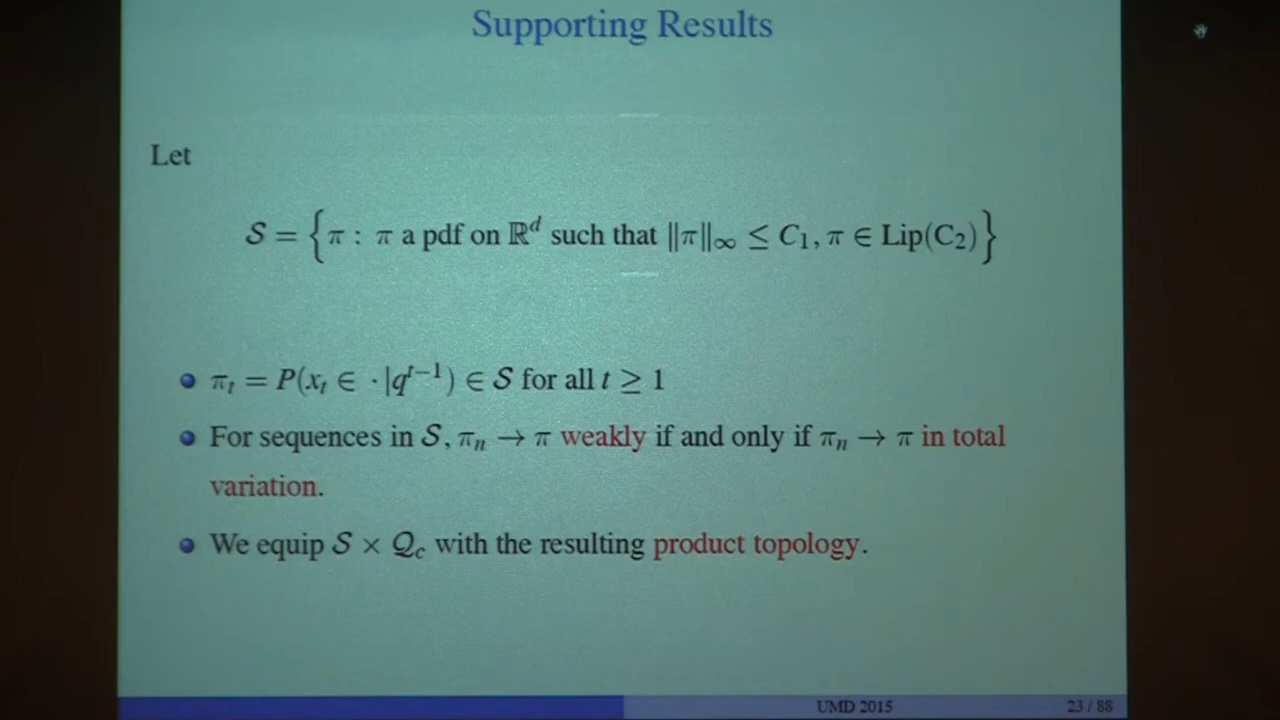 Supporting Results
Let
𝒮 = { π : π a pdf on ℝ^d such that ‖π‖_∞ ≤ C_1, π ∈ Lip(C_2) }
π_t = P(x_t ∈ · |q^{t−1}) ∈ 𝒮 for all t ≥ 1
For sequences in 𝒮, π_n → π weakly if and only if π_n → π in total
variation.
We equip 𝒮 × 𝒬_c with the resulting product topology.
UMD 2015
23 / 88